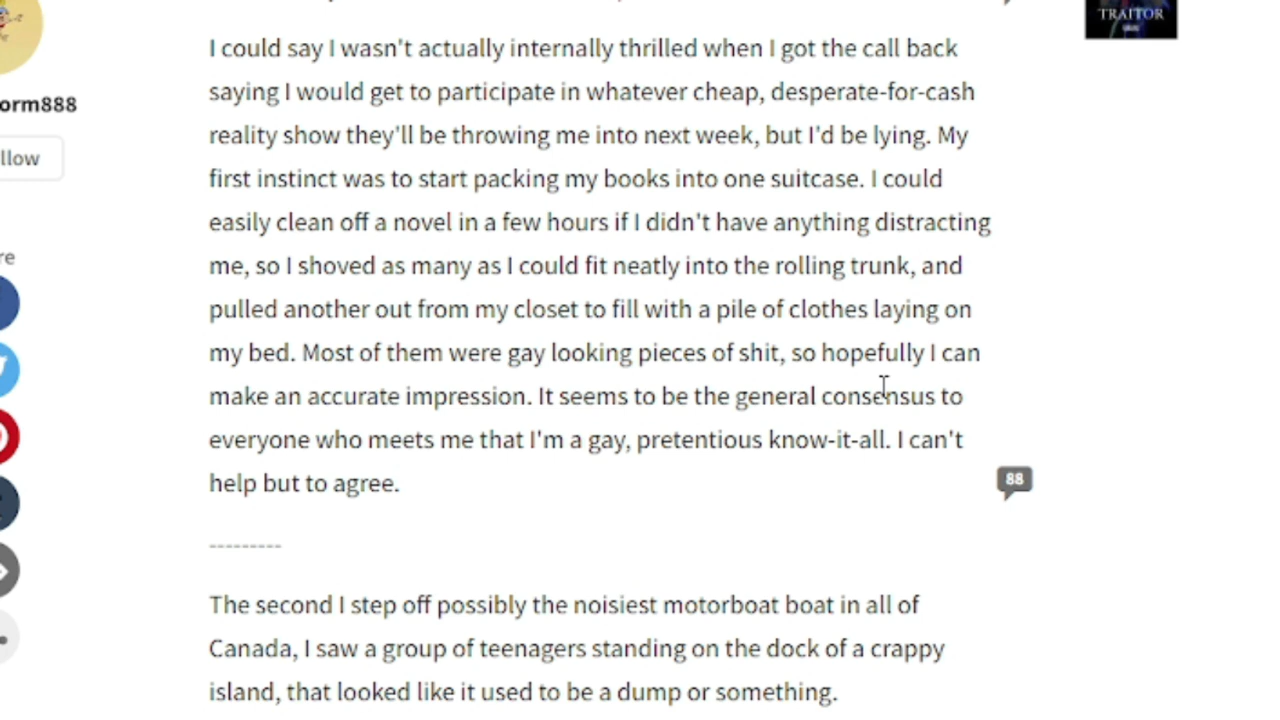 TRAITOR
orm888
llow
re
I could say I wasn't actually internally thrilled when I got the call back
saying I would get to participate in whatever cheap, desperate-for-cash
reality show they'll be throwing me into next week, but I'd be lying. My
first instinct was to start packing my books into one suitcase. I could
easily clean off a novel in a few hours if I didn't have anything distracting
me, so I shoved as many as I could fit neatly into the rolling trunk, and
pulled another out from my closet to fill with a pile of clothes laying on
my bed. Most of them were gay looking pieces of shit, so hopefully I can
make an accurate impression. It seems to be the general consensus to
everyone who meets me that I'm a gay, pretentious know-it-all. I can't
help but to agree.
88
---------
The second I step off possibly the noisiest motorboat boat in all of
Canada, I saw a group of teenagers standing on the dock of a crappy
island, that looked like it used to be a dump or something.